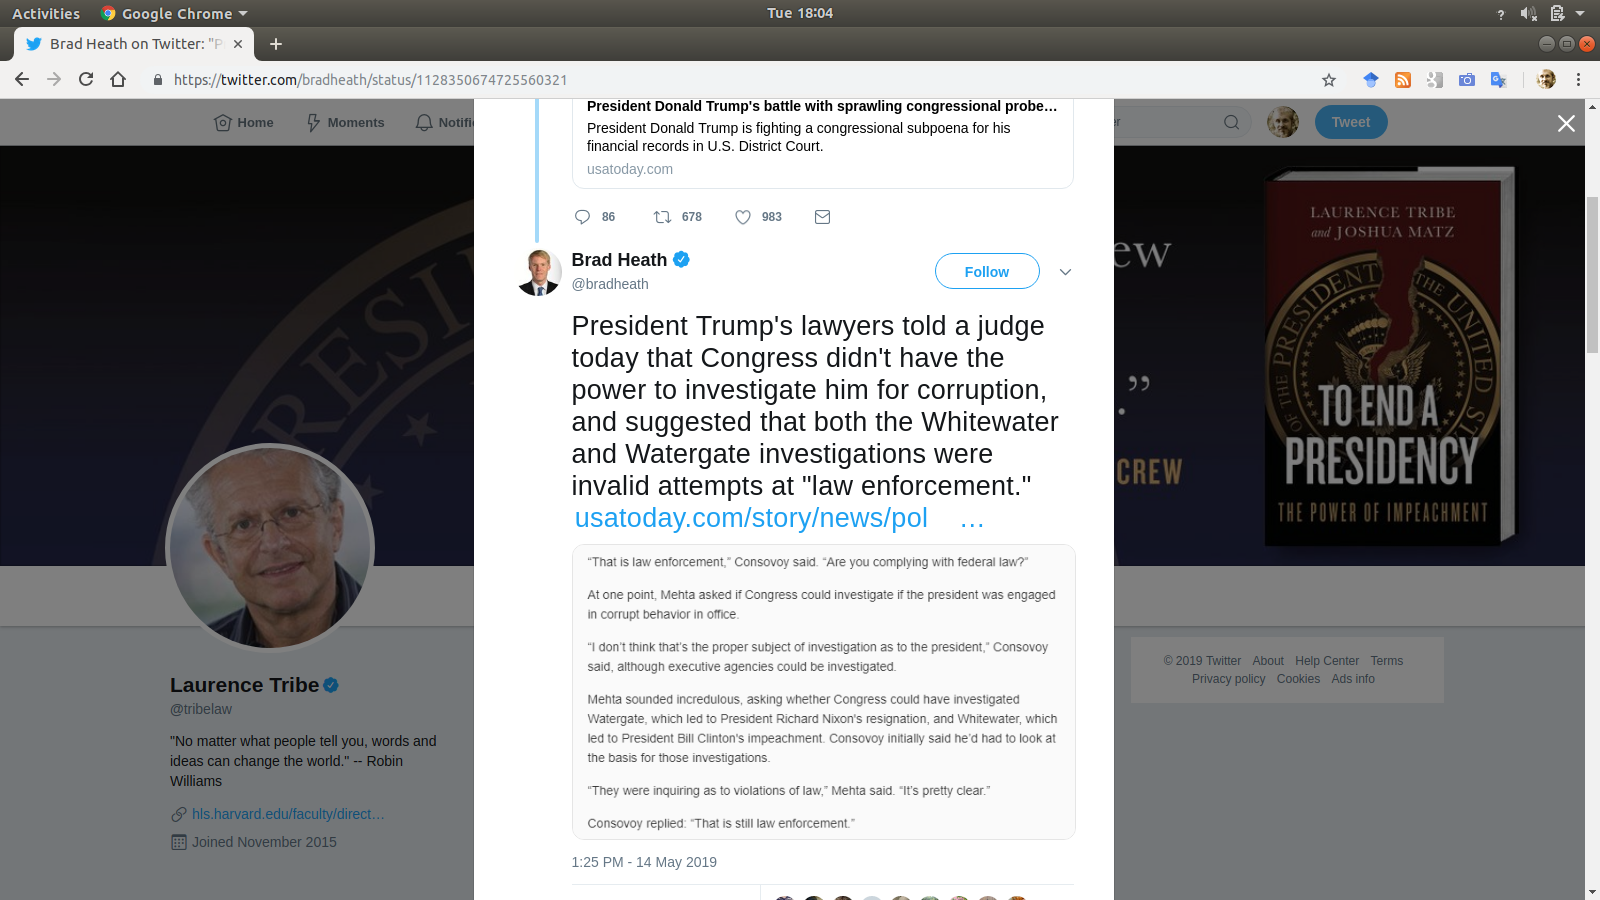 Activities
Google Chrome
Tue 18:04
Brad Heath on Twitter: "P
https://twitter.com/bradheath/status/1128350674725560321
Home
Moments
Notifi
er
Tweet
President Donald Trump's battle with sprawling congressional probe…
President Donald Trump is fighting a congressional subpoena for his
financial records in U.S. District Court.
usatoday.com
86
678
983
Brad Heath
@bradheath
Follow
President Trump's lawyers told a judge
today that Congress didn't have the
power to investigate him for corruption,
and suggested that both the Whitewater
and Watergate investigations were
invalid attempts at "law enforcement."
usatoday.com/story/news/pol …
“That is law enforcement,” Consovoy said. “Are you complying with federal law?”
At one point, Mehta asked if Congress could investigate if the president was engaged
in corrupt behavior in office.
“I don’t think that’s the proper subject of investigation as to the president,” Consovoy
said, although executive agencies could be investigated.
Mehta sounded incredulous, asking whether Congress could have investigated
Watergate, which led to President Richard Nixon's resignation, and Whitewater, which
led to President Bill Clinton's impeachment. Consovoy initially said he’d had to look at
the basis for those investigations.
“They were inquiring as to violations of law,” Mehta said. “It’s pretty clear.”
Consovoy replied: “That is still law enforcement.”
1:25 PM - 14 May 2019
Laurence Tribe
@tribelaw
"No matter what people tell you, words and
ideas can change the world." -- Robin
Williams
hls.harvard.edu/faculty/direct…
Joined November 2015
PRESIDE
ew
.”
CREW
LAURENCE TRIBE
and JOSHUA MATZ
OF THE PRESIDENT
THE UNITED ST
TO END A
PRESIDENCY
THE POWER OF IMPEACHMENT
© 2019 Twitter About Help Center Terms
Privacy policy Cookies Ads info